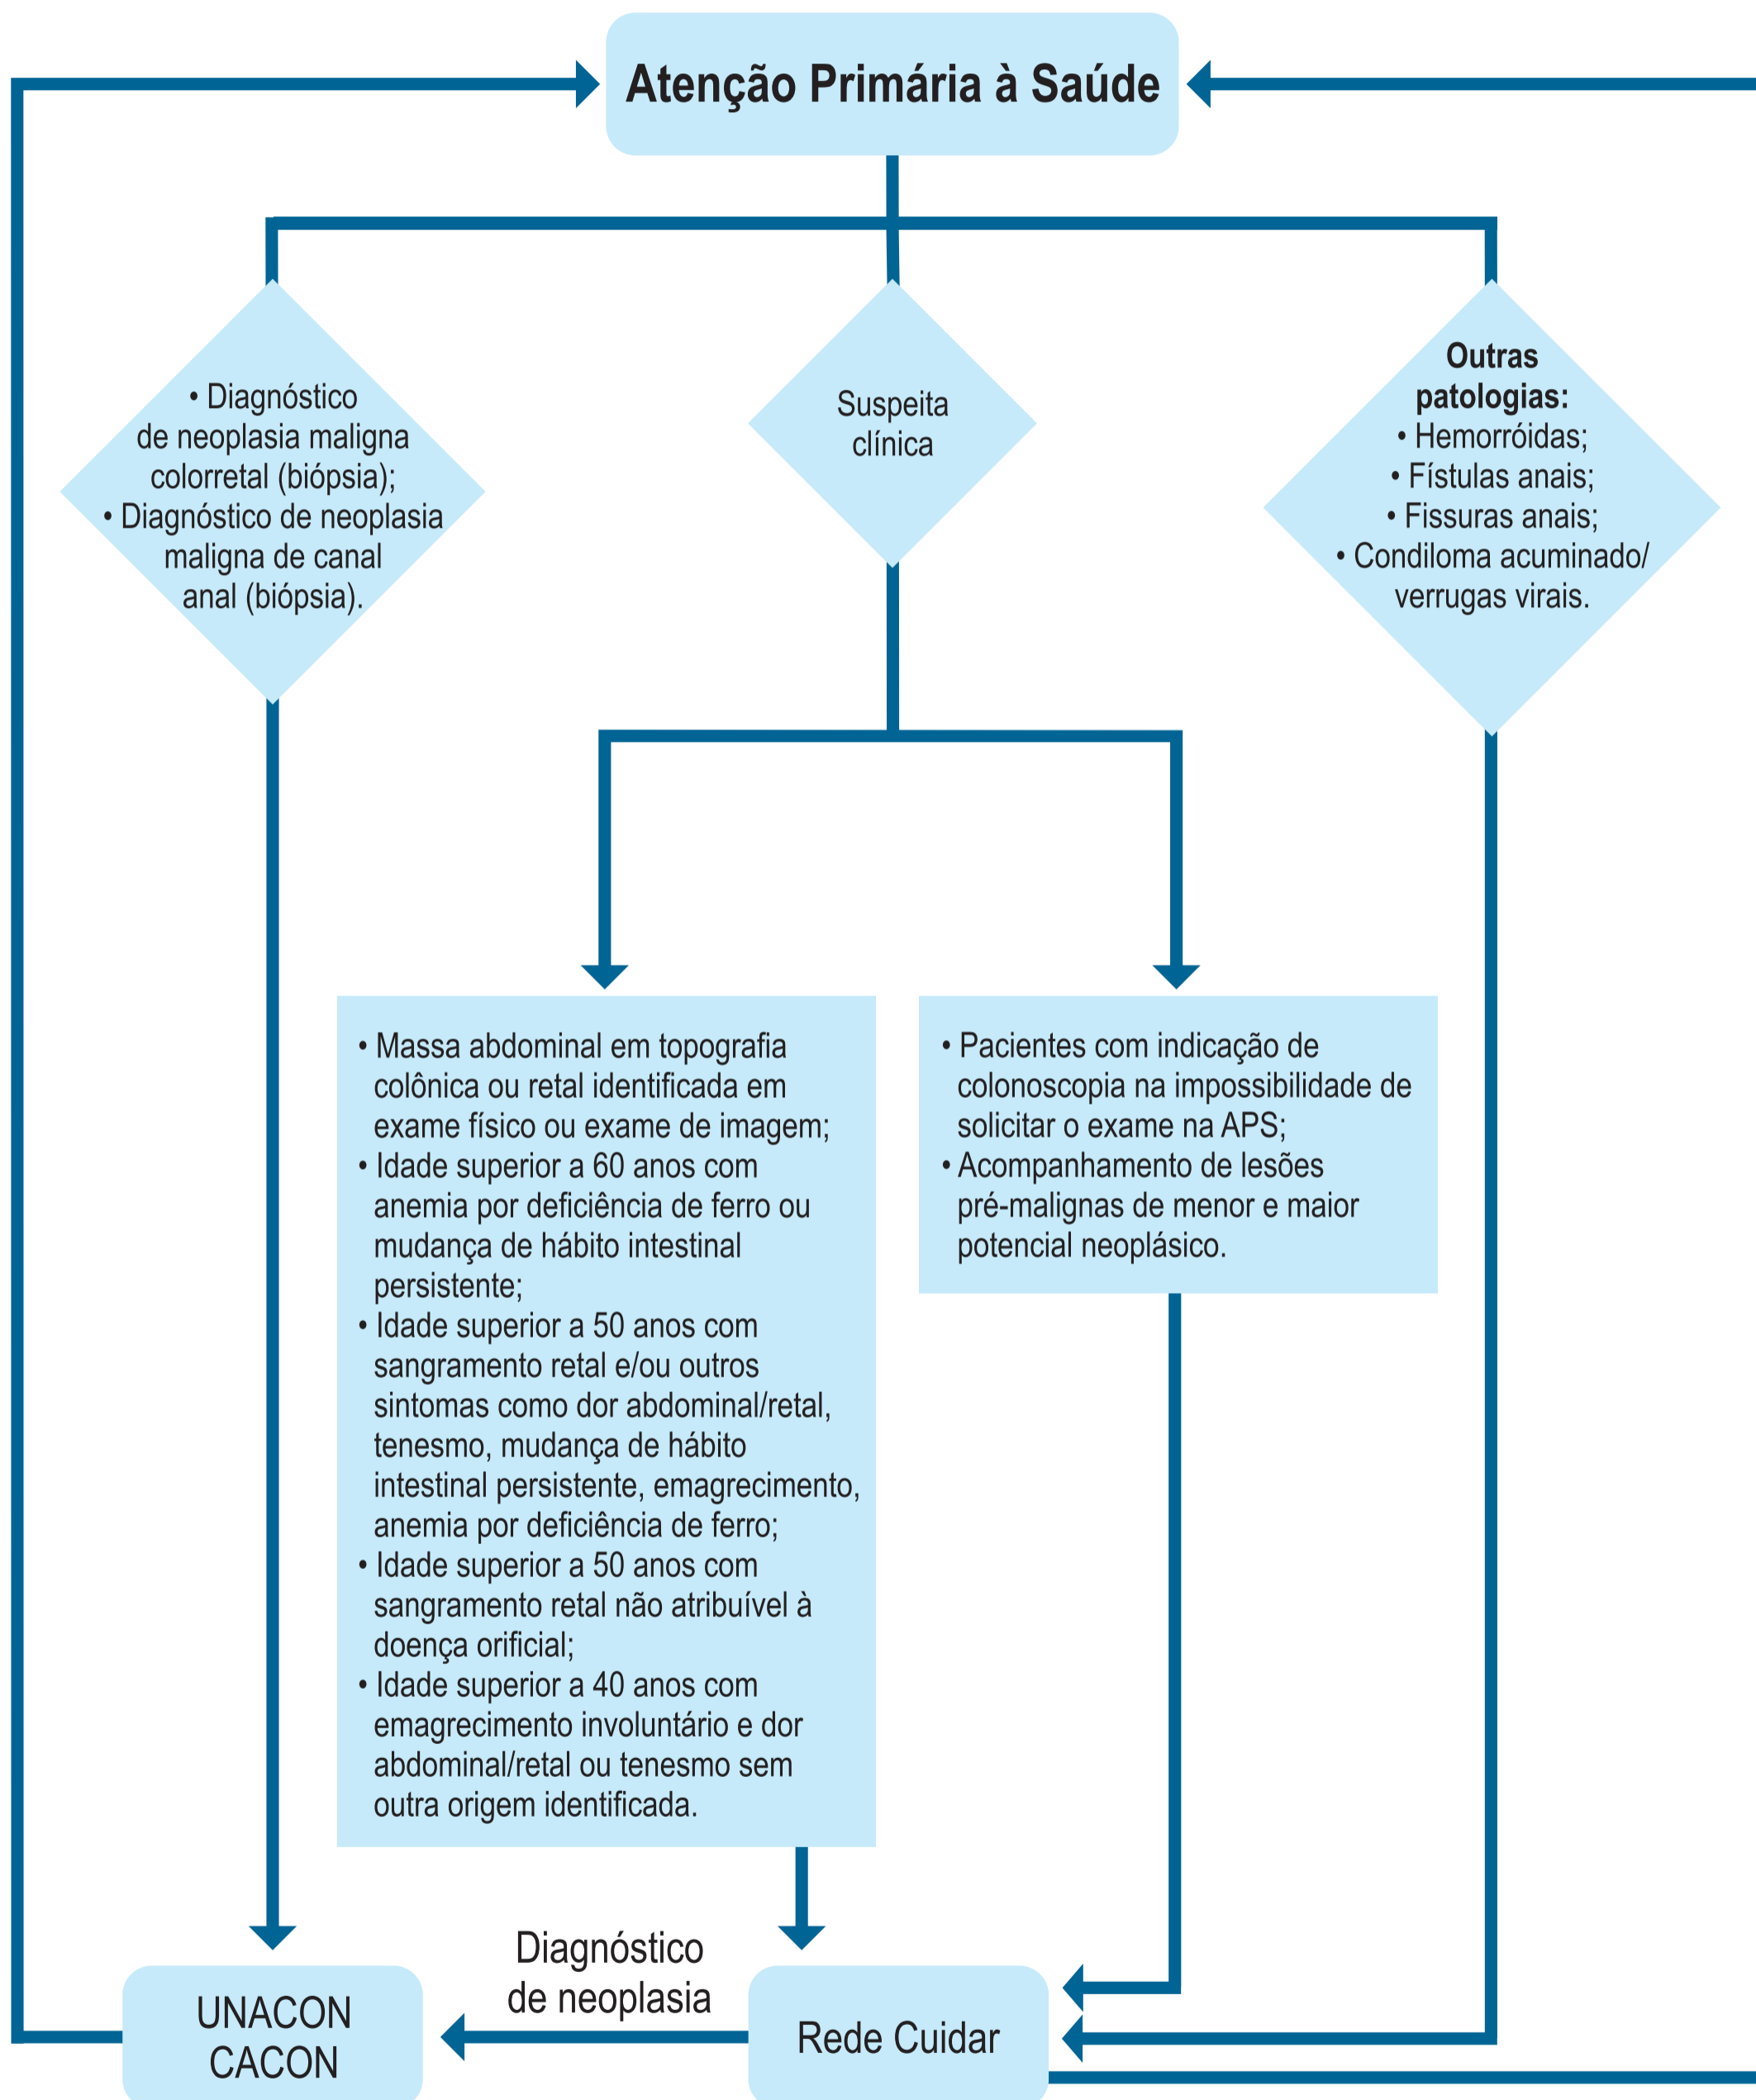 Atenção Primária à Saúde
• Diagnóstico
de neoplasia maligna
colorretal (biópsia);
• Diagnóstico de neoplasia
maligna de canal
anal (biópsia).
Suspeita
clínica
Outras
patologias:
• Hemorróidas;
• Fístulas anais;
• Fissuras anais;
• Condiloma acuminado/
verrugas virais.
• Massa abdominal em topografia
colônica ou retal identificada em
exame físico ou exame de imagem;
• Idade superior a 60 anos com
anemia por deficiência de ferro ou
mudança de hábito intestinal
persistente;
• Idade superior a 50 anos com
sangramento retal e/ou outros
sintomas como dor abdominal/retal,
tenesmo, mudança de hábito
intestinal persistente, emagrecimento,
anemia por deficiência de ferro;
• Idade superior a 50 anos com
sangramento retal não atribuível à
doença orificial;
• Idade superior a 40 anos com
emagrecimento involuntário e dor
abdominal/retal ou tenesmo sem
outra origem identificada.
• Pacientes com indicação de
colonoscopia na impossibilidade de
solicitar o exame na APS;
• Acompanhamento de lesões
pré-malignas de menor e maior
potencial neoplásico.
Diagnóstico
de neoplasia
UNACON
CACON
Rede Cuidar